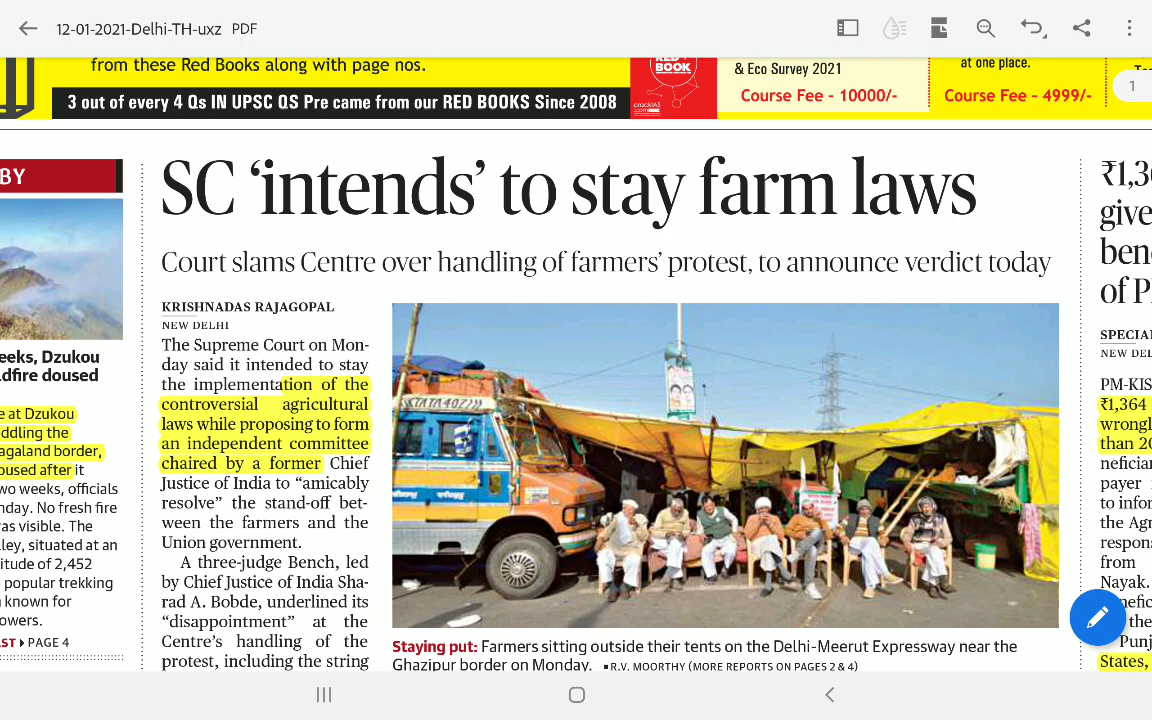 12-01-2021-Delhi-TH-uxz PDF
from these Red Books along with page nos.
3 out of every 4 Qs IN UPSC QS Pre came from our RED BOOKS Since 2008
RED
BOOK
crackIAS
.com
& Eco Survey 2021
Course Fee - 10000/-
at one place.
Course Fee - 4999/-
1
BY
eeks, Dzukou
dfire doused
e at Dzukou
ddling the
agaland border,
oused after it
wo weeks, officials
nday. No fresh fire
as visible. The
lley, situated at an
itude of 2,452
popular trekking
known for
owers.
ST PAGE 4
SC ‘intends’ to stay farm laws
Court slams Centre over handling of farmers’ protest, to announce verdict today
KRISHNADAS RAJAGOPAL
NEW DELHI
The Supreme Court on Mon-
day said it intended to stay
the implementation of the
controversial agricultural
laws while proposing to form
an independent committee
chaired by a former Chief
Justice of India to “amicably
resolve” the stand-off bet-
ween the farmers and the
Union government.
A three-judge Bench, led
by Chief Justice of India Sha-
rad A. Bobde, underlined its
“disappointment” at the
Centre’s handling of the
protest, including the string
TATA 407
Staying put: Farmers sitting outside their tents on the Delhi-Meerut Expressway near the
Ghazipur border on Monday. ▪ R.V. MOORTHY (MORE REPORTS ON PAGES 2 & 4)
₹1,3
give
ben
of P
SPECIA
NEW DEL
PM-KIS
₹1,364
wrongl
than 20
neficiar
payer
to infor
the Agr
respons
from
Nayak.
enefic
the
Punj
States,